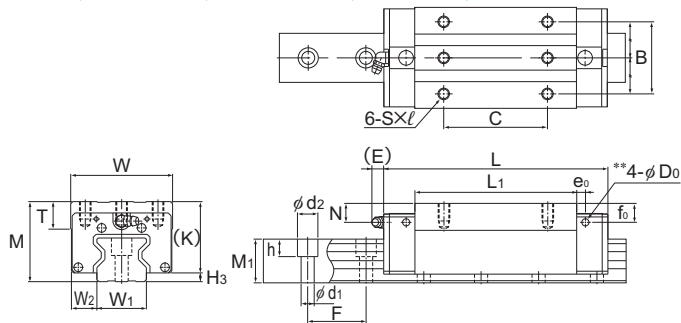 B
6-S×ℓ
C
(E)
L
L1
e0
**4-φD0
N
f0
W
φd2
T
M
(K)
h
M1
H3
W2
W1
φd1
F